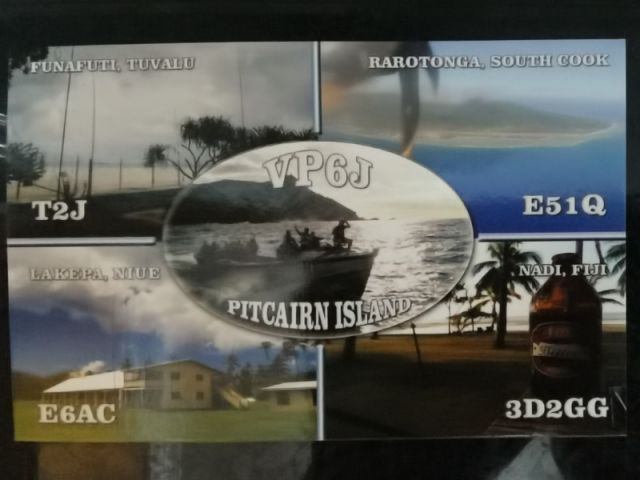 FUNAFUTI, TUVALU
T2J
RAROTONGA, SOUTH COOK
E51Q
VP6J
PITCAIRN ISLAND
LAKEPA, NIUE
E6AC
NADI, FIJI
3D2GG